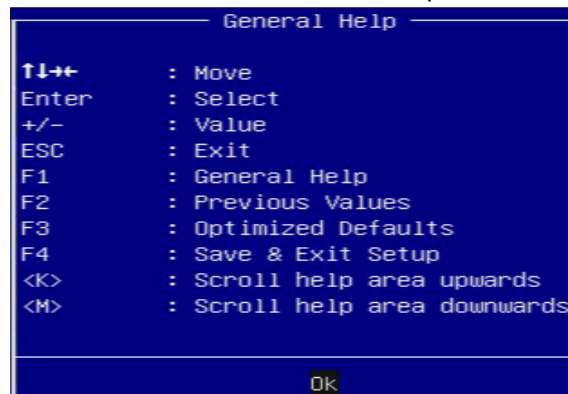 General Help
↑↓→← : Move
Enter : Select
+/- : Value
ESC : Exit
F1 : General Help
F2 : Previous Values
F3 : Optimized Defaults
F4 : Save & Exit Setup
<K> : Scroll help area upwards
<M> : Scroll help area downwards
Ok